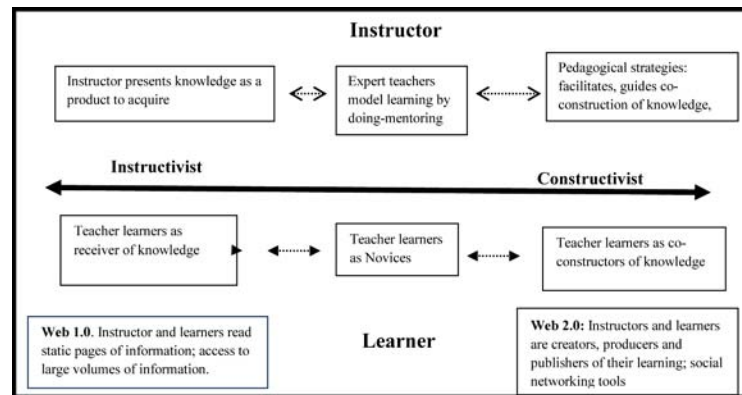 Instructor
Instructor presents knowledge as a
product to acquire
Expert teachers
model learning by
doing-mentoring
Pedagogical strategies:
facilitates, guides co-
construction of knowledge,
Instructivist
Constructivist
Teacher learners as
receiver of knowledge
Teacher learners
as Novices
Teacher learners as co-
constructors of knowledge
Web 1.0. Instructor and learners read
static pages of information; access to
large volumes of information.
Learner
Web 2.0: Instructors and learners
are creators, producers and
publishers of their learning; social
networking tools